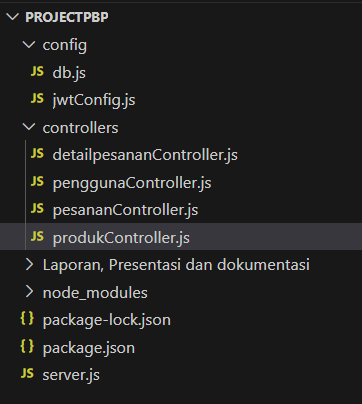 PROJECTPBP
config
JS db.js
JS jwtConfig.js
controllers
JS detailpesananController.js
JS penggunaController.js
JS pesananController.js
JS produkController.js
Laporan, Presentasi dan dokumentasi
node_modules
{} package-lock.json
{} package.json
JS server.js